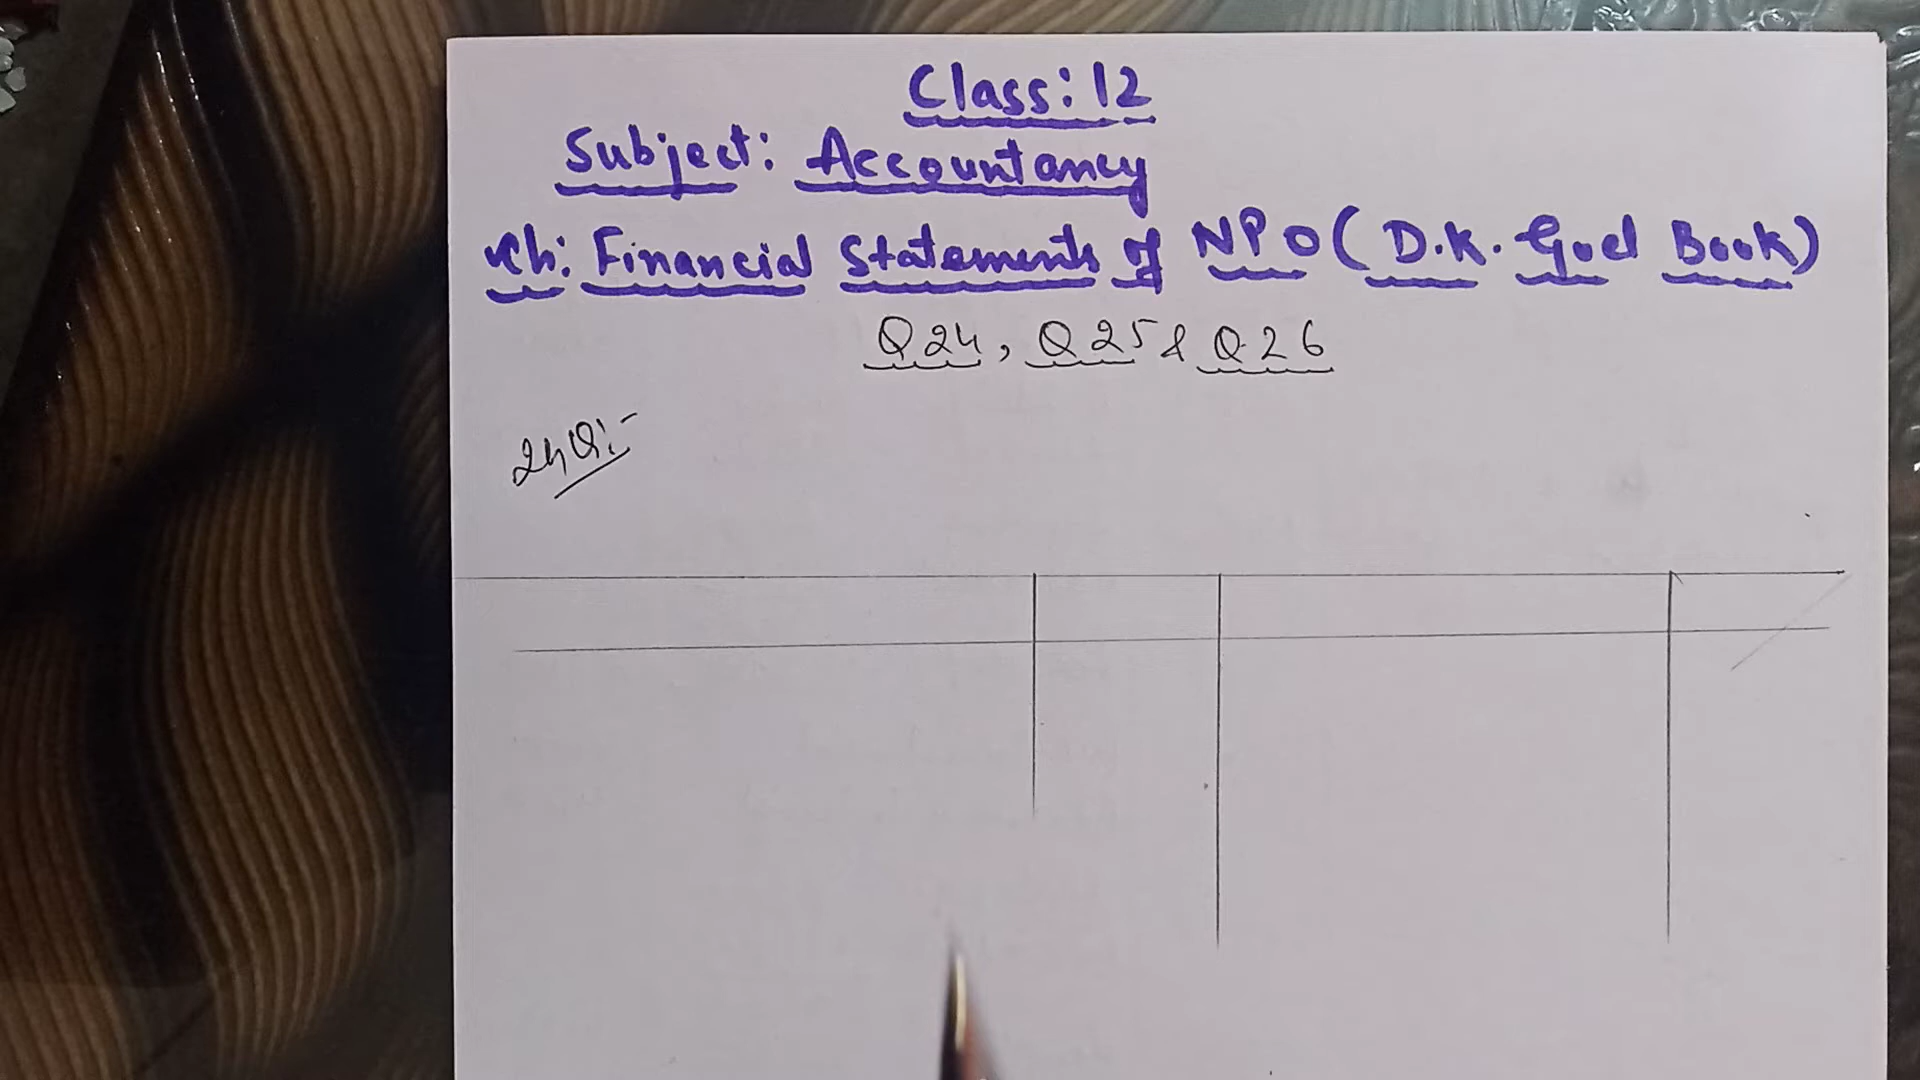 Class: 12
Subject: Accountancy
Ch: Financial Statements of NPO ( D.K. Goel Book)
Q24, Q25 & Q26
24Q:-